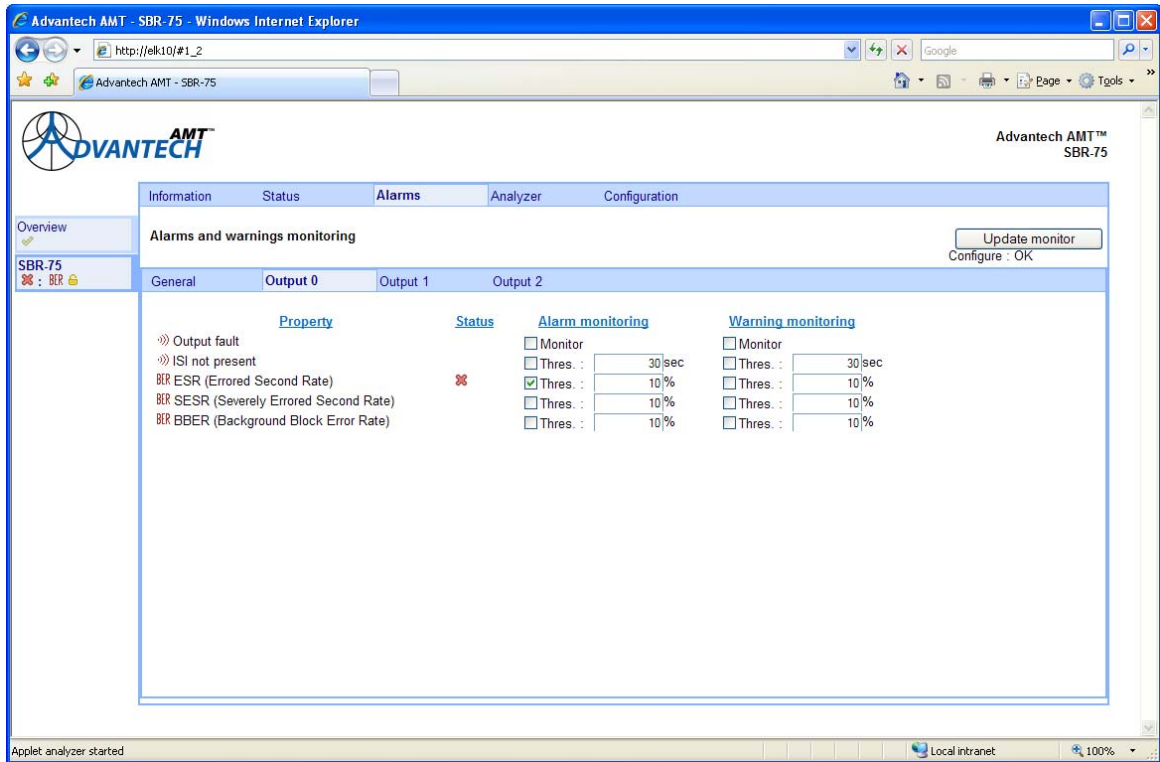 Advantech AMT - SBR-75 - Windows Internet Explorer
http://elk10/#1_2
Google
Advantech AMT - SBR-75
Page
Tools
»
AMT™
ADVANTECH
Advantech AMT™
SBR-75
Information Status Alarms Analyzer Configuration
Overview
Alarms and warnings monitoring
Update monitor
Configure : OK
SBR-75
: BER
General Output 0 Output 1 Output 2
Property Status Alarm monitoring Warning monitoring
Output fault Monitor Monitor
ISI not present Thres. : 30 sec Thres. : 30 sec
BER ESR (Errored Second Rate) Thres. : 10 % Thres. : 10 %
BER SESR (Severely Errored Second Rate) Thres. : 10 % Thres. : 10 %
BER BBER (Background Block Error Rate) Thres. : 10 % Thres. : 10 %
Applet analyzer started
Local intranet
100%